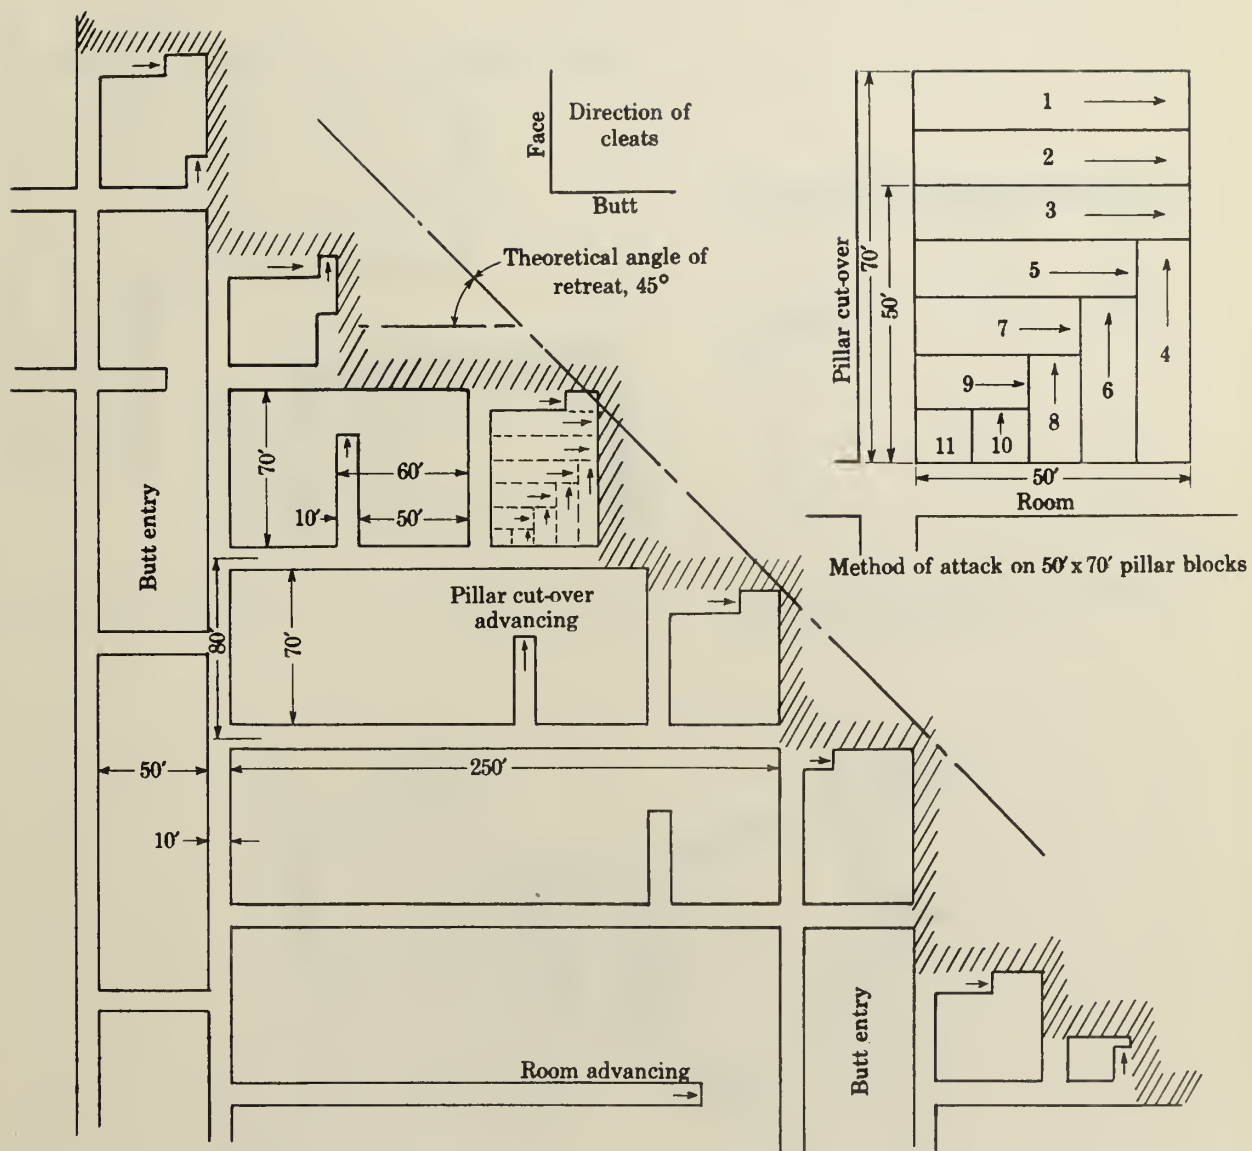 Face
Direction of
cleats
Butt
Theoretical angle of
retreat, 45°
Pillar cut-over
70′
50′
1
2
3
5
4
7
6
9
8
11
10
50′
Room
Method of attack on 50′ x 70′ pillar blocks
70′
60′
10′
50′
Butt entry
Pillar cut-over
advancing
80′
70′
50′
250′
10′
Butt entry
Room advancing